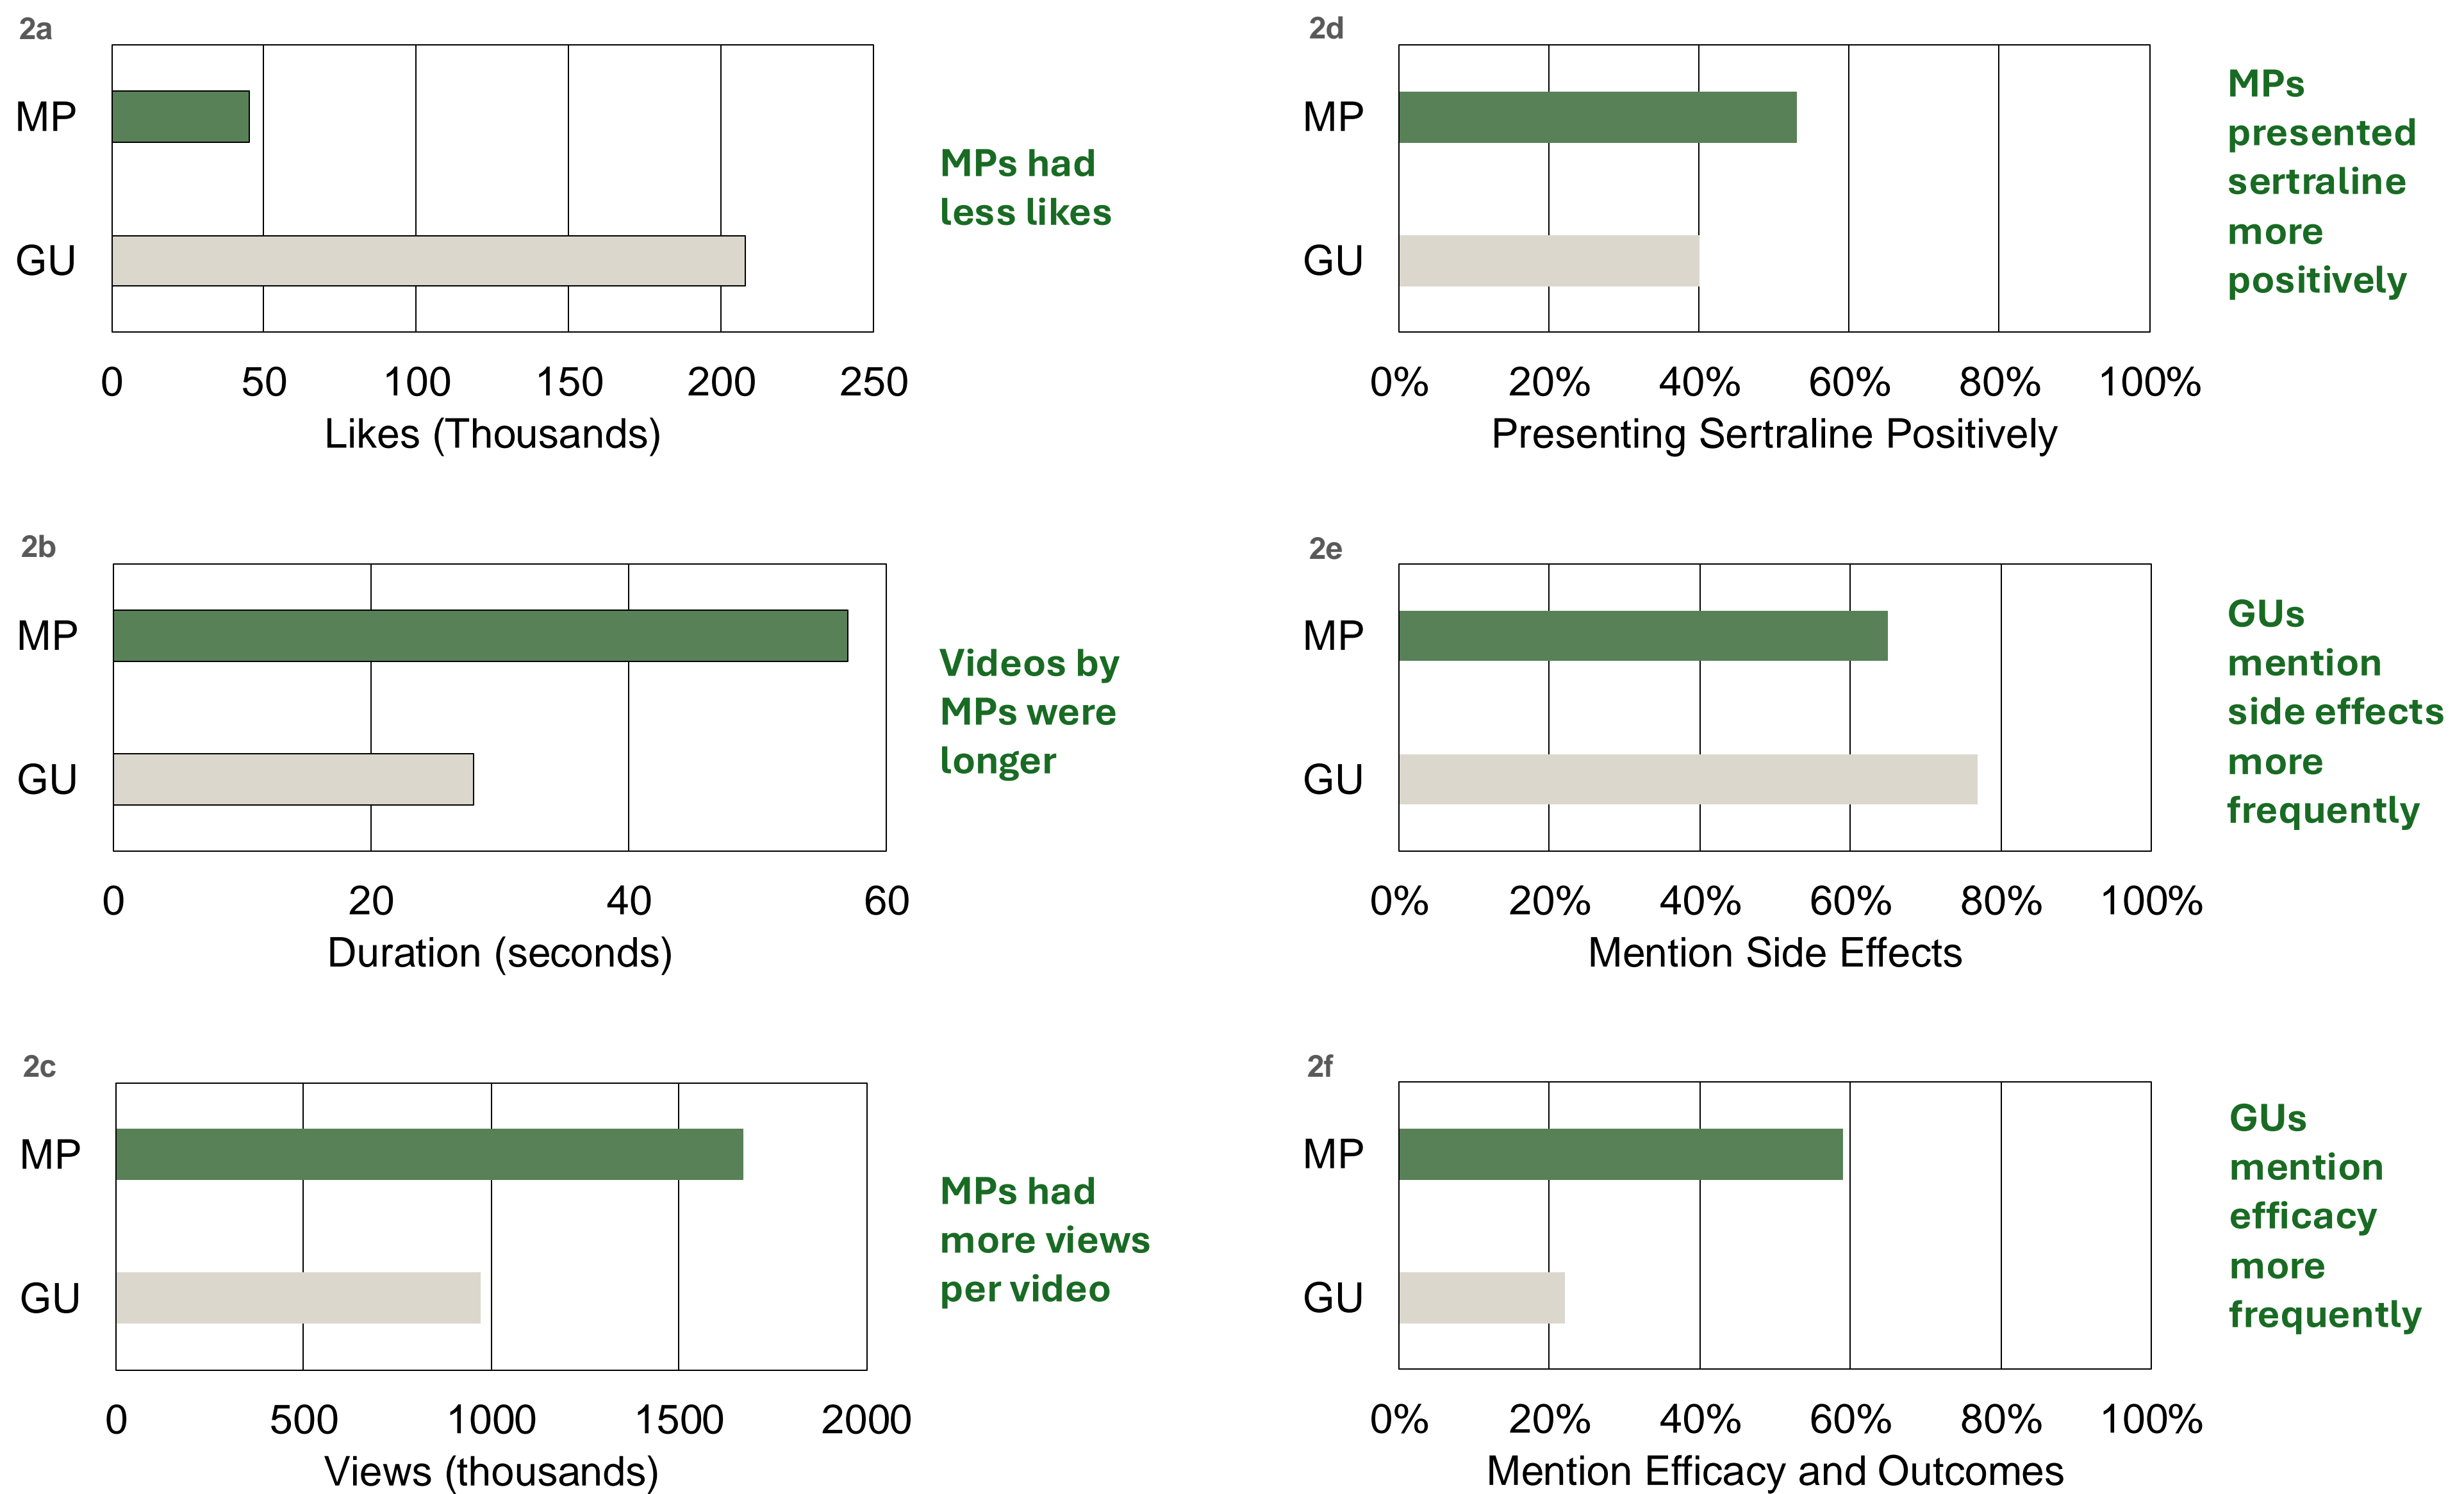 2a
MP
GU
0 50 100 150 200 250
Likes (Thousands)
MPs had
less likes
2d
MP
GU
0% 20% 40% 60% 80% 100%
Presenting Sertraline Positively
MPs
presented
sertraline
more
positively
2b
MP
GU
0 20 40 60
Duration (seconds)
Videos by
MPs were
longer
2e
MP
GU
0% 20% 40% 60% 80% 100%
Mention Side Effects
GUs
mention
side effects
more
frequently
2c
MP
GU
0 500 1000 1500 2000
Views (thousands)
MPs had
more views
per video
2f
MP
GU
0% 20% 40% 60% 80% 100%
Mention Efficacy and Outcomes
GUs
mention
efficacy
more
frequently